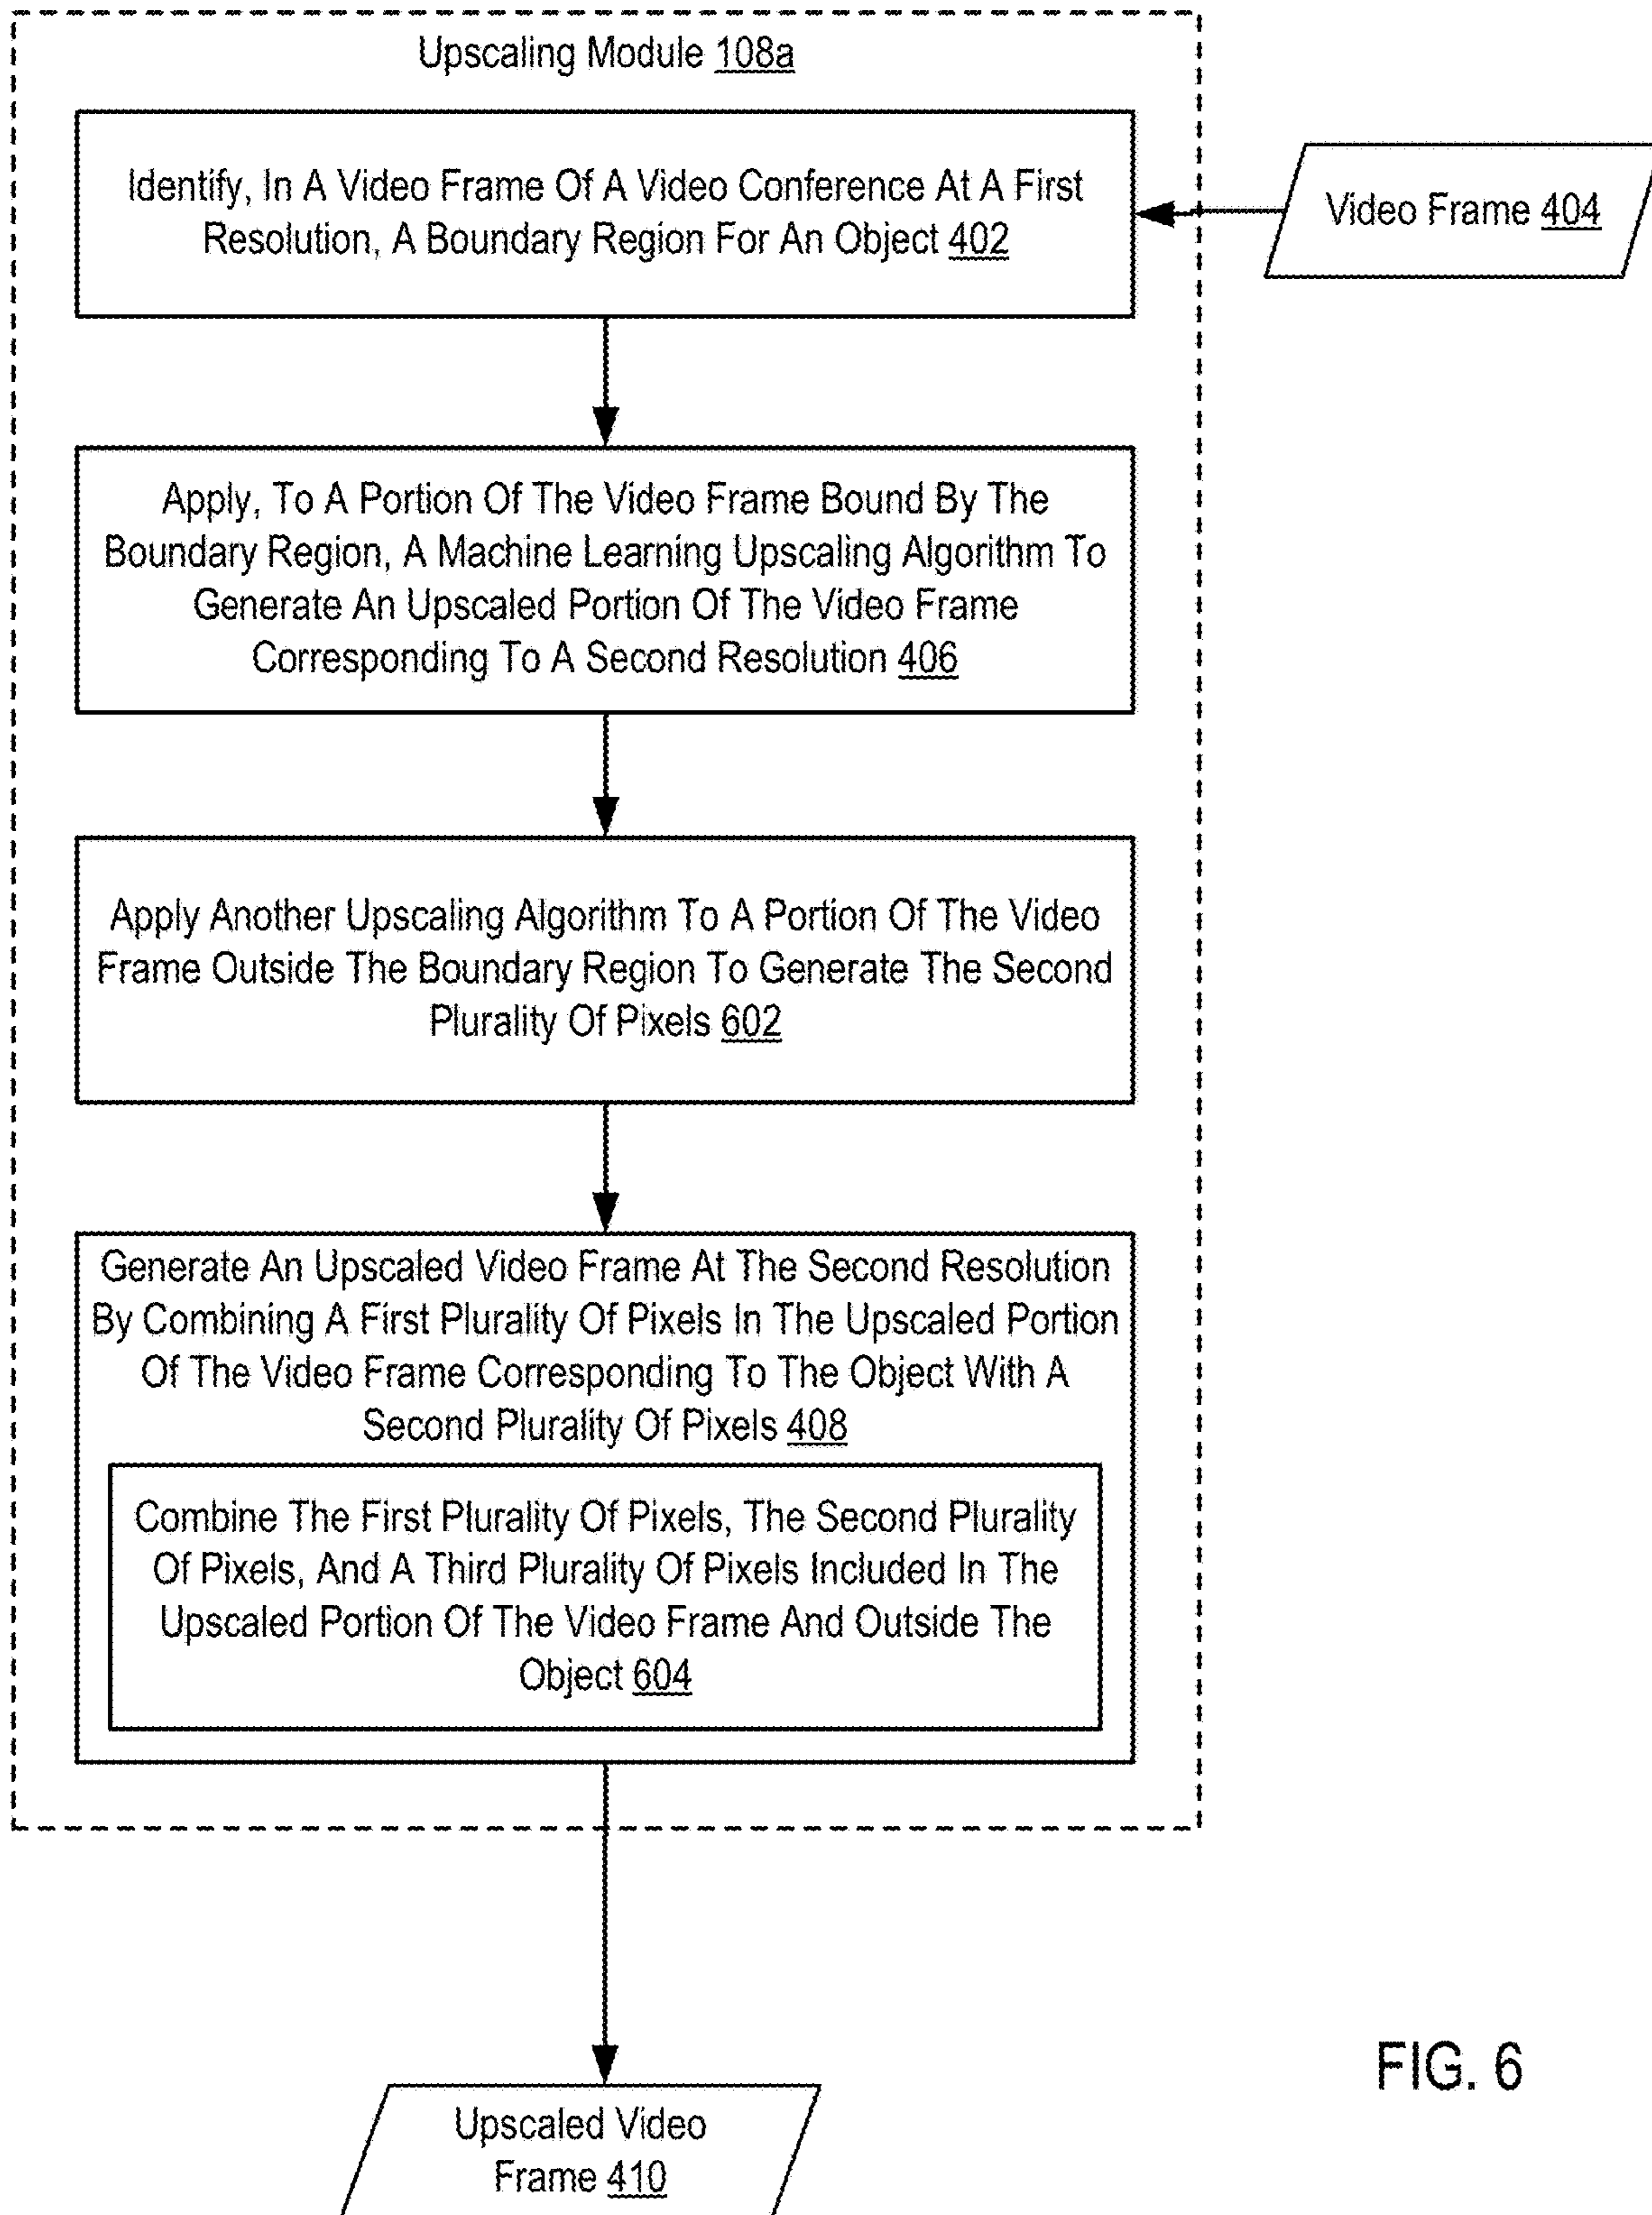 Upscaling Module 108a
Identify, In A Video Frame Of A Video Conference At A First
Resolution, A Boundary Region For An Object 402
Video Frame 404
Apply, To A Portion Of The Video Frame Bound By The
Boundary Region, A Machine Learning Upscaling Algorithm To
Generate An Upscaled Portion Of The Video Frame
Corresponding To A Second Resolution 406
Apply Another Upscaling Algorithm To A Portion Of The Video
Frame Outside The Boundary Region To Generate The Second
Plurality Of Pixels 602
Generate An Upscaled Video Frame At The Second Resolution
By Combining A First Plurality Of Pixels In The Upscaled Portion
Of The Video Frame Corresponding To The Object With A
Second Plurality Of Pixels 408
Combine The First Plurality Of Pixels, The Second Plurality
Of Pixels, And A Third Plurality Of Pixels Included In The
Upscaled Portion Of The Video Frame And Outside The
Object 604
Upscaled Video
Frame 410
FIG. 6